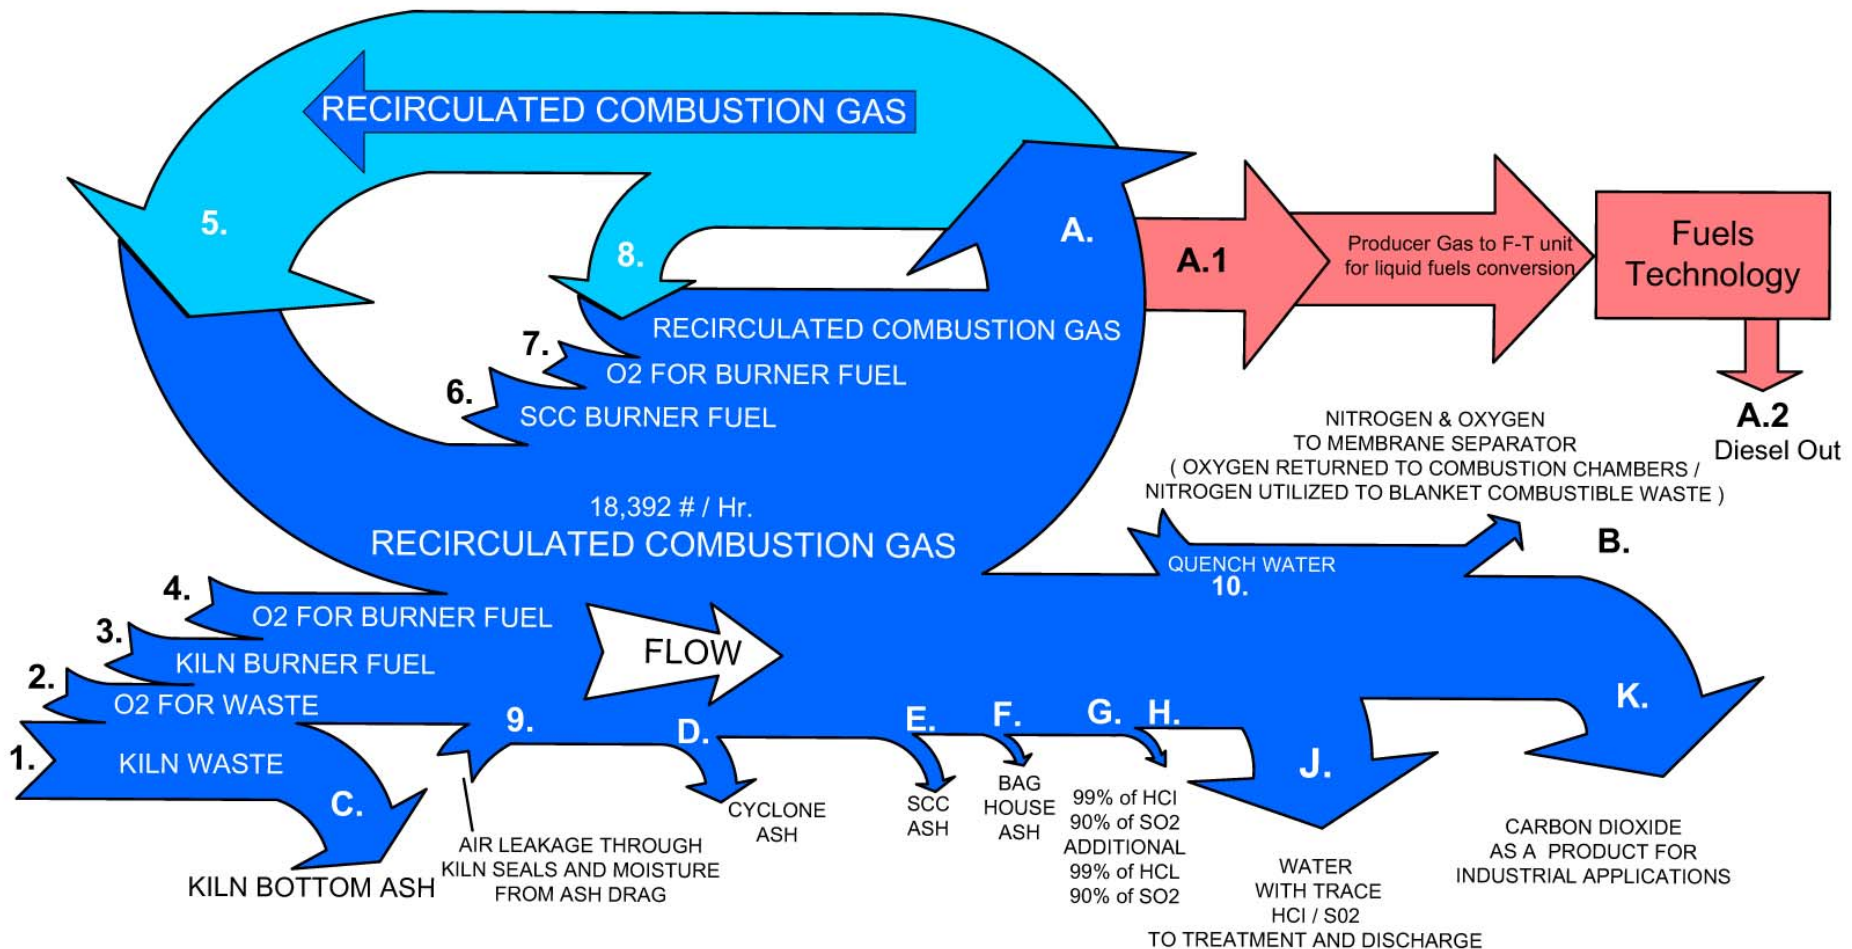 RECIRCULATED COMBUSTION GAS
5.
8.
A.
A.1
Producer Gas to F-T unit
for liquid fuels conversion
Fuels
Technology
A.2
Diesel Out
RECIRCULATED COMBUSTION GAS
7.
O2 FOR BURNER FUEL
6.
SCC BURNER FUEL
NITROGEN & OXYGEN
TO MEMBRANE SEPARATOR
( OXYGEN RETURNED TO COMBUSTION CHAMBERS /
NITROGEN UTILIZED TO BLANKET COMBUSTIBLE WASTE )
B.
18,392 # / Hr.
RECIRCULATED COMBUSTION GAS
QUENCH WATER
10.
4.
O2 FOR BURNER FUEL
3.
KILN BURNER FUEL
FLOW
2.
O2 FOR WASTE
1.
KILN WASTE
C.
KILN BOTTOM ASH
9.
AIR LEAKAGE THROUGH
KILN SEALS AND MOISTURE
FROM ASH DRAG
D.
CYCLONE
ASH
E.
SCC
ASH
F.
BAG
HOUSE
ASH
G. H.
99% of HCl
90% of SO2
ADDITIONAL
99% of HCL
90% of SO2
J.
WATER
WITH TRACE
HCl / S02
TO TREATMENT AND DISCHARGE
K.
CARBON DIOXIDE
AS A PRODUCT FOR
INDUSTRIAL APPLICATIONS